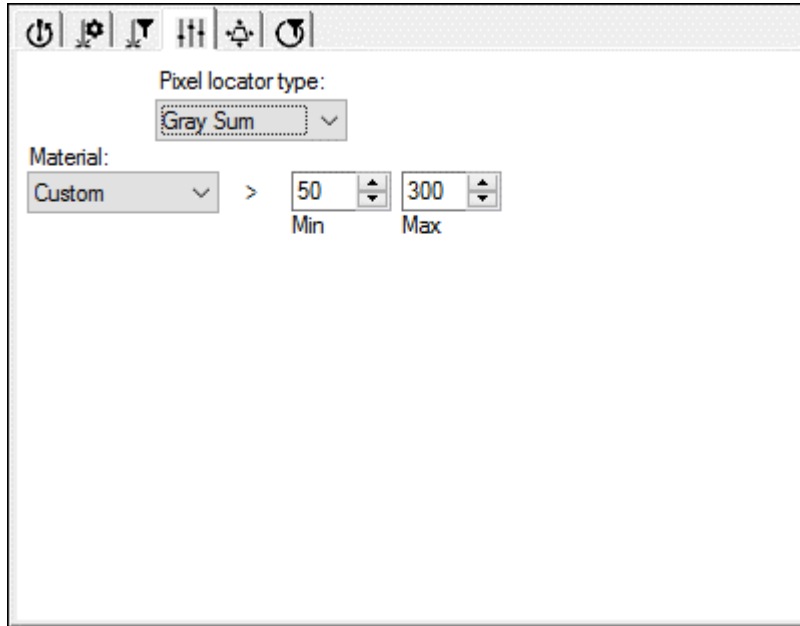 Pixel locator type:
Gray Sum
Material:
Custom > 50 300
Min Max